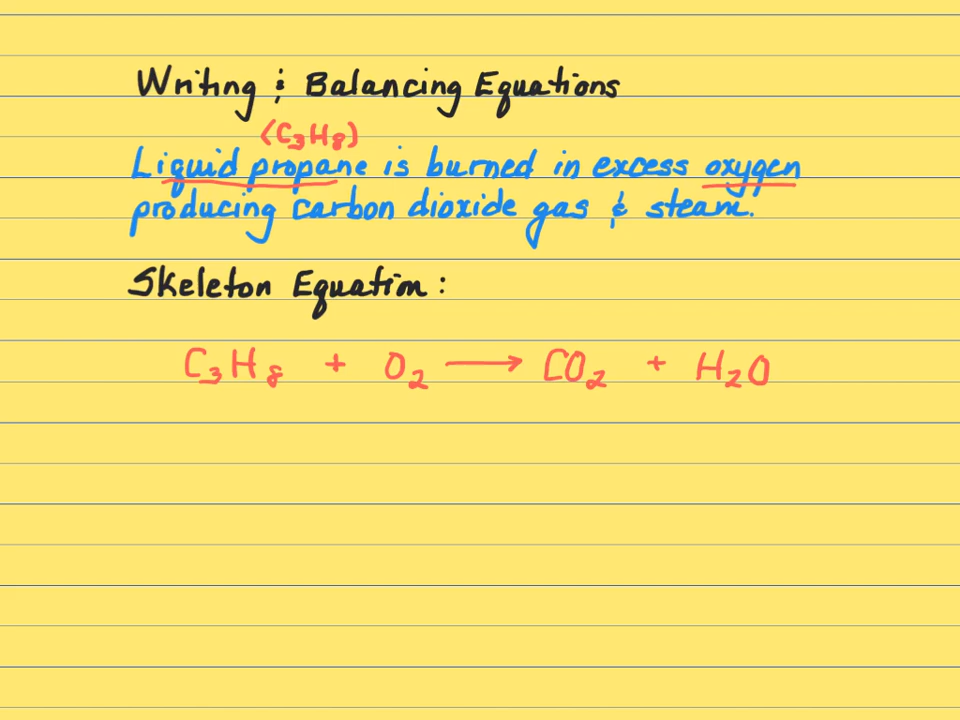 Writing & Balancing Equations
(C₃H₈)
Liquid propane is burned in excess oxygen
producing carbon dioxide gas & steam.
Skeleton Equation:
C₃H₈ + O₂ ⟶ CO₂ + H₂O